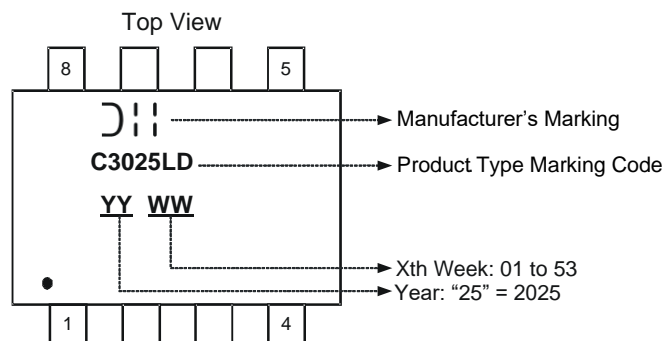 Top View
8 5
Manufacturer's Marking
C3025LD Product Type Marking Code
YY WW
Xth Week: 01 to 53
Year: “25” = 2025
1 4